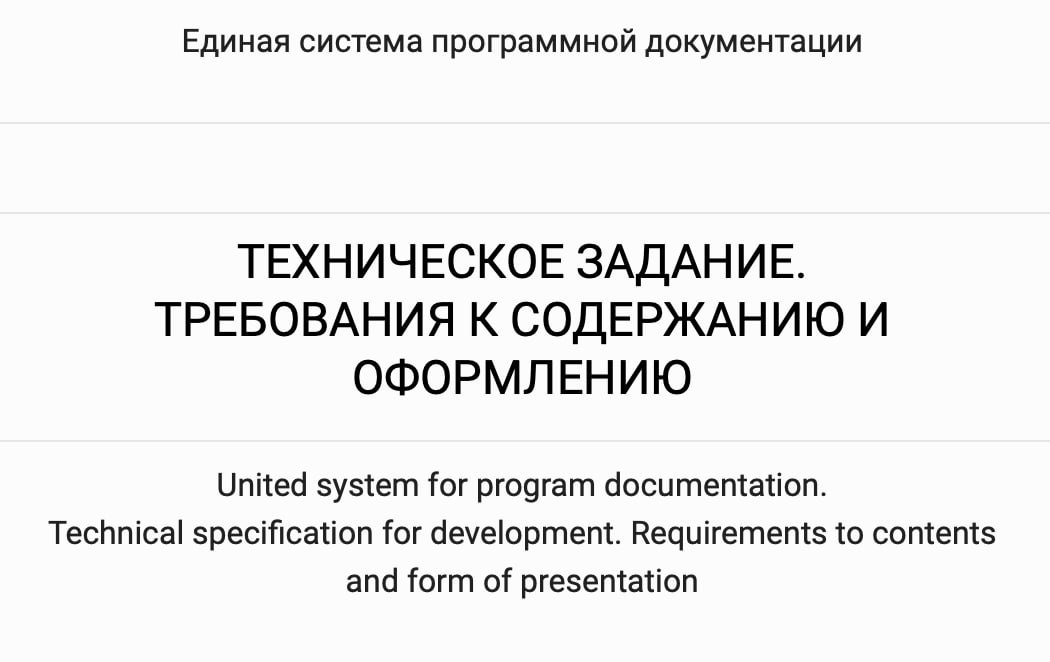 Единая система программной документации
ТЕХНИЧЕСКОЕ ЗАДАНИЕ.
ТРЕБОВАНИЯ К СОДЕРЖАНИЮ И
ОФОРМЛЕНИЮ
United system for program documentation.
Technical specification for development. Requirements to contents
and form of presentation